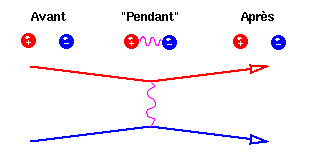 Avant "Pendant" Après
+ - + - + -